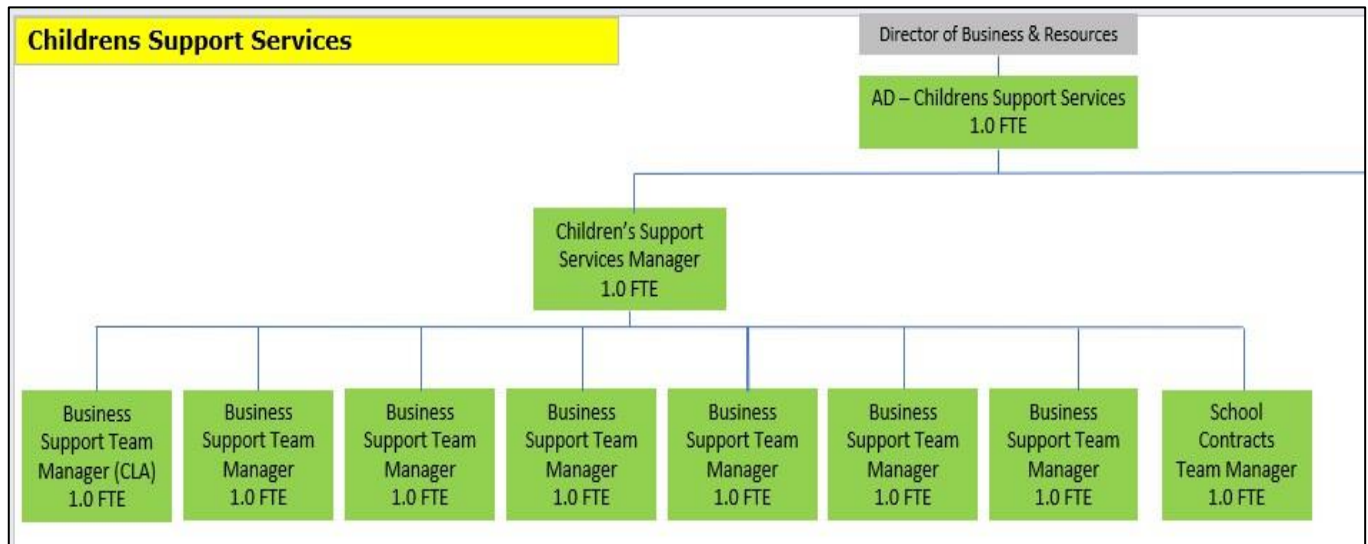 Childrens Support Services
Director of Business & Resources
AD – Childrens Support Services
1.0 FTE
Children’s Support
Services Manager
1.0 FTE
Business
Support Team
Manager (CLA)
1.0 FTE
Business
Support Team
Manager
1.0 FTE
Business
Support Team
Manager
1.0 FTE
Business
Support Team
Manager
1.0 FTE
Business
Support Team
Manager
1.0 FTE
Business
Support Team
Manager
1.0 FTE
Business
Support Team
Manager
1.0 FTE
School
Contracts
Team Manager
1.0 FTE